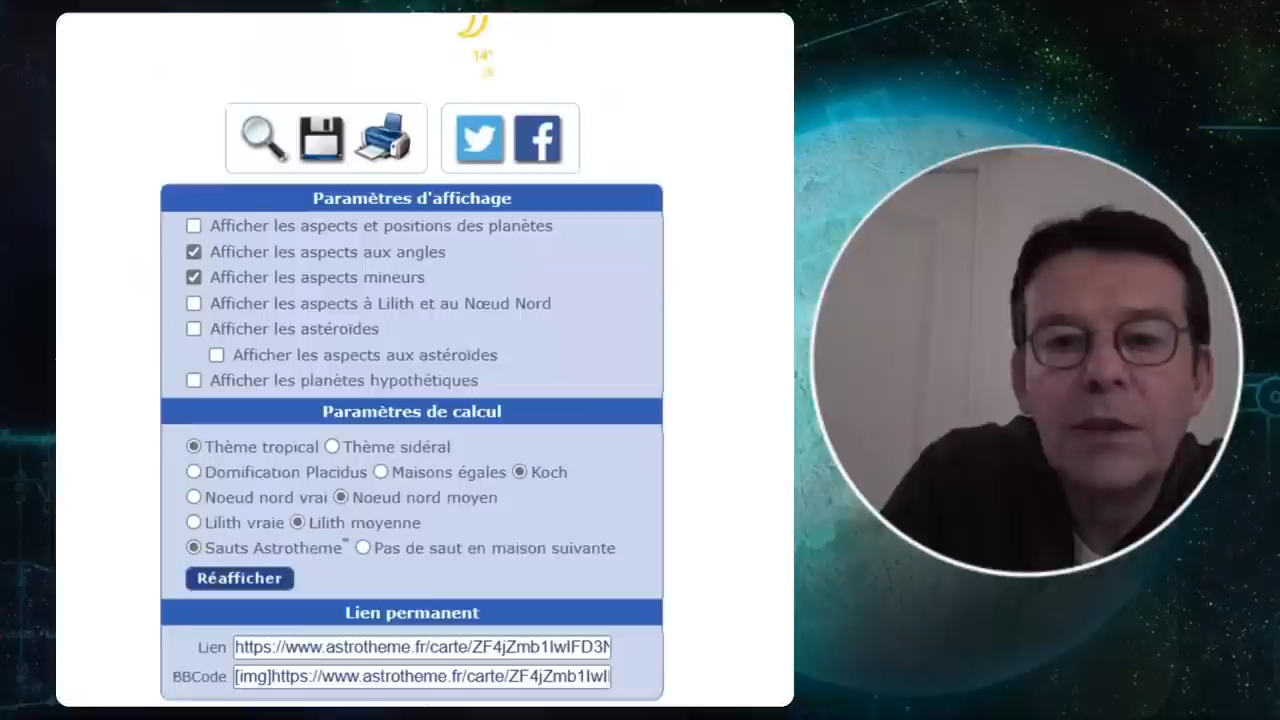 14°
Paramètres d'affichage
Afficher les aspects et positions des planètes
Afficher les aspects aux angles
Afficher les aspects mineurs
Afficher les aspects à Lilith et au Nœud Nord
Afficher les astéroïdes
Afficher les aspects aux astéroïdes
Afficher les planètes hypothétiques
Paramètres de calcul
Thème tropical Thème sidéral
Domification Placidus Maisons égales Koch
Noeud nord vrai Noeud nord moyen
Lilith vraie Lilith moyenne
Sauts Astrotheme Pas de saut en maison suivante
Réafficher
Lien permanent
Lien https://www.astrotheme.fr/carte/ZF4jZmb1IwIFD3N
BBCode [img]https://www.astrotheme.fr/carte/ZF4jZmb1IwI